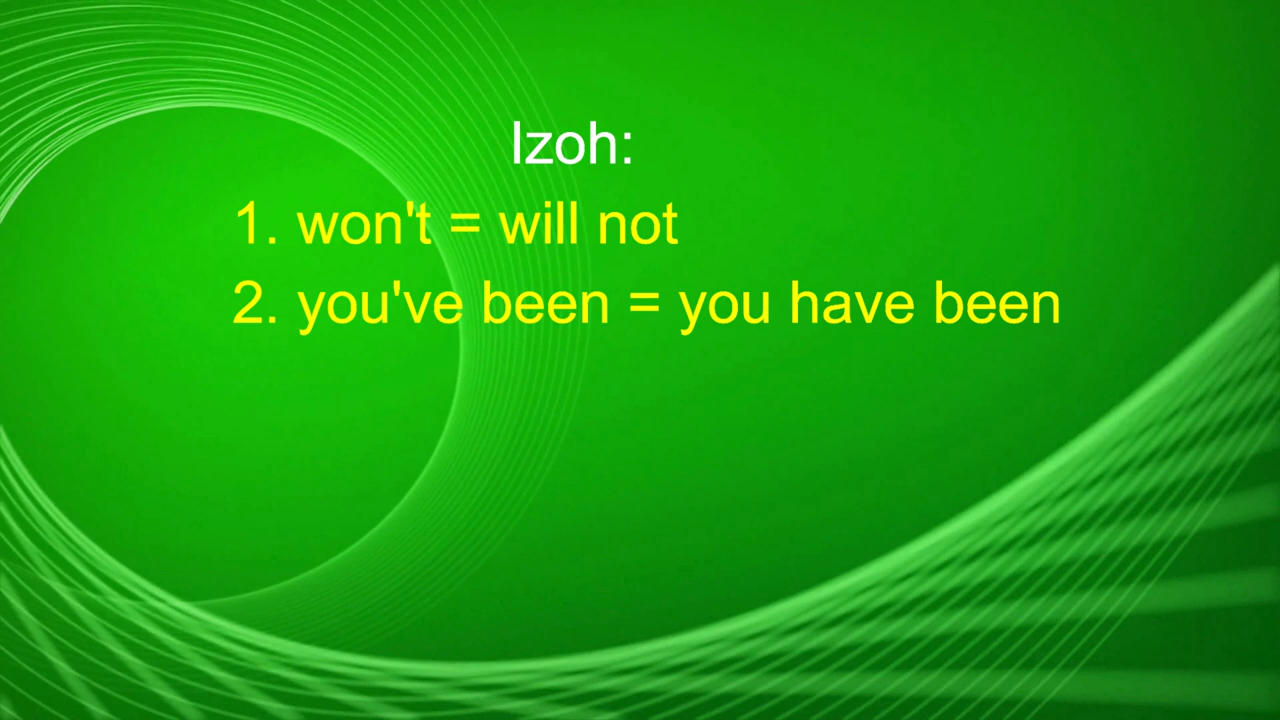 Izoh:
1. won't = will not
2. you've been = you have been